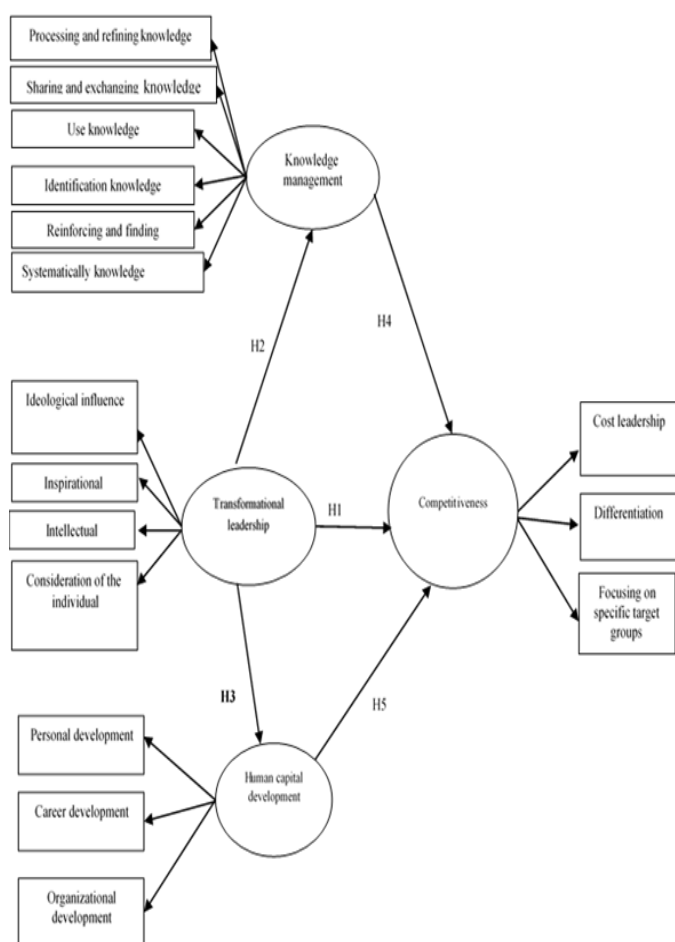 Processing and refining knowledge
Sharing and exchanging knowledge
Use knowledge
Identification knowledge
Reinforcing and finding
Systematically knowledge
Knowledge
management
H2
H4
Ideological influence
Inspirational
Intellectual
Consideration of the
individual
Transformational
leadership
H1
Competitiveness
Cost leadership
Differentiation
Focusing on
specific target
groups
H3
H5
Personal development
Career development
Organizational
development
Human capital
development